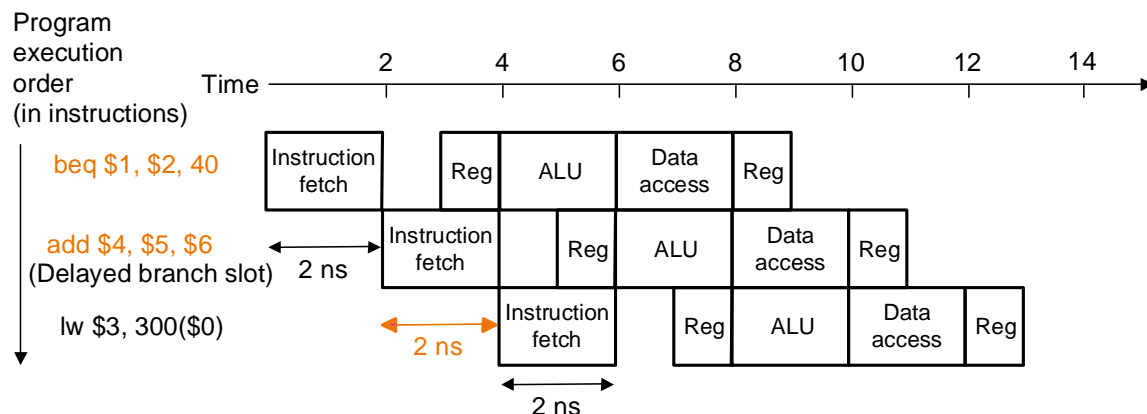 Program
execution
order
(in instructions)
Time
2 4 6 8 10 12 14
beq $1, $2, 40
Instruction
fetch
Reg
ALU
Data
access
Reg
add $4, $5, $6
(Delayed branch slot)
2 ns
Instruction
fetch
Reg
ALU
Data
access
Reg
lw $3, 300($0)
2 ns
Instruction
fetch
Reg
ALU
Data
access
Reg
2 ns